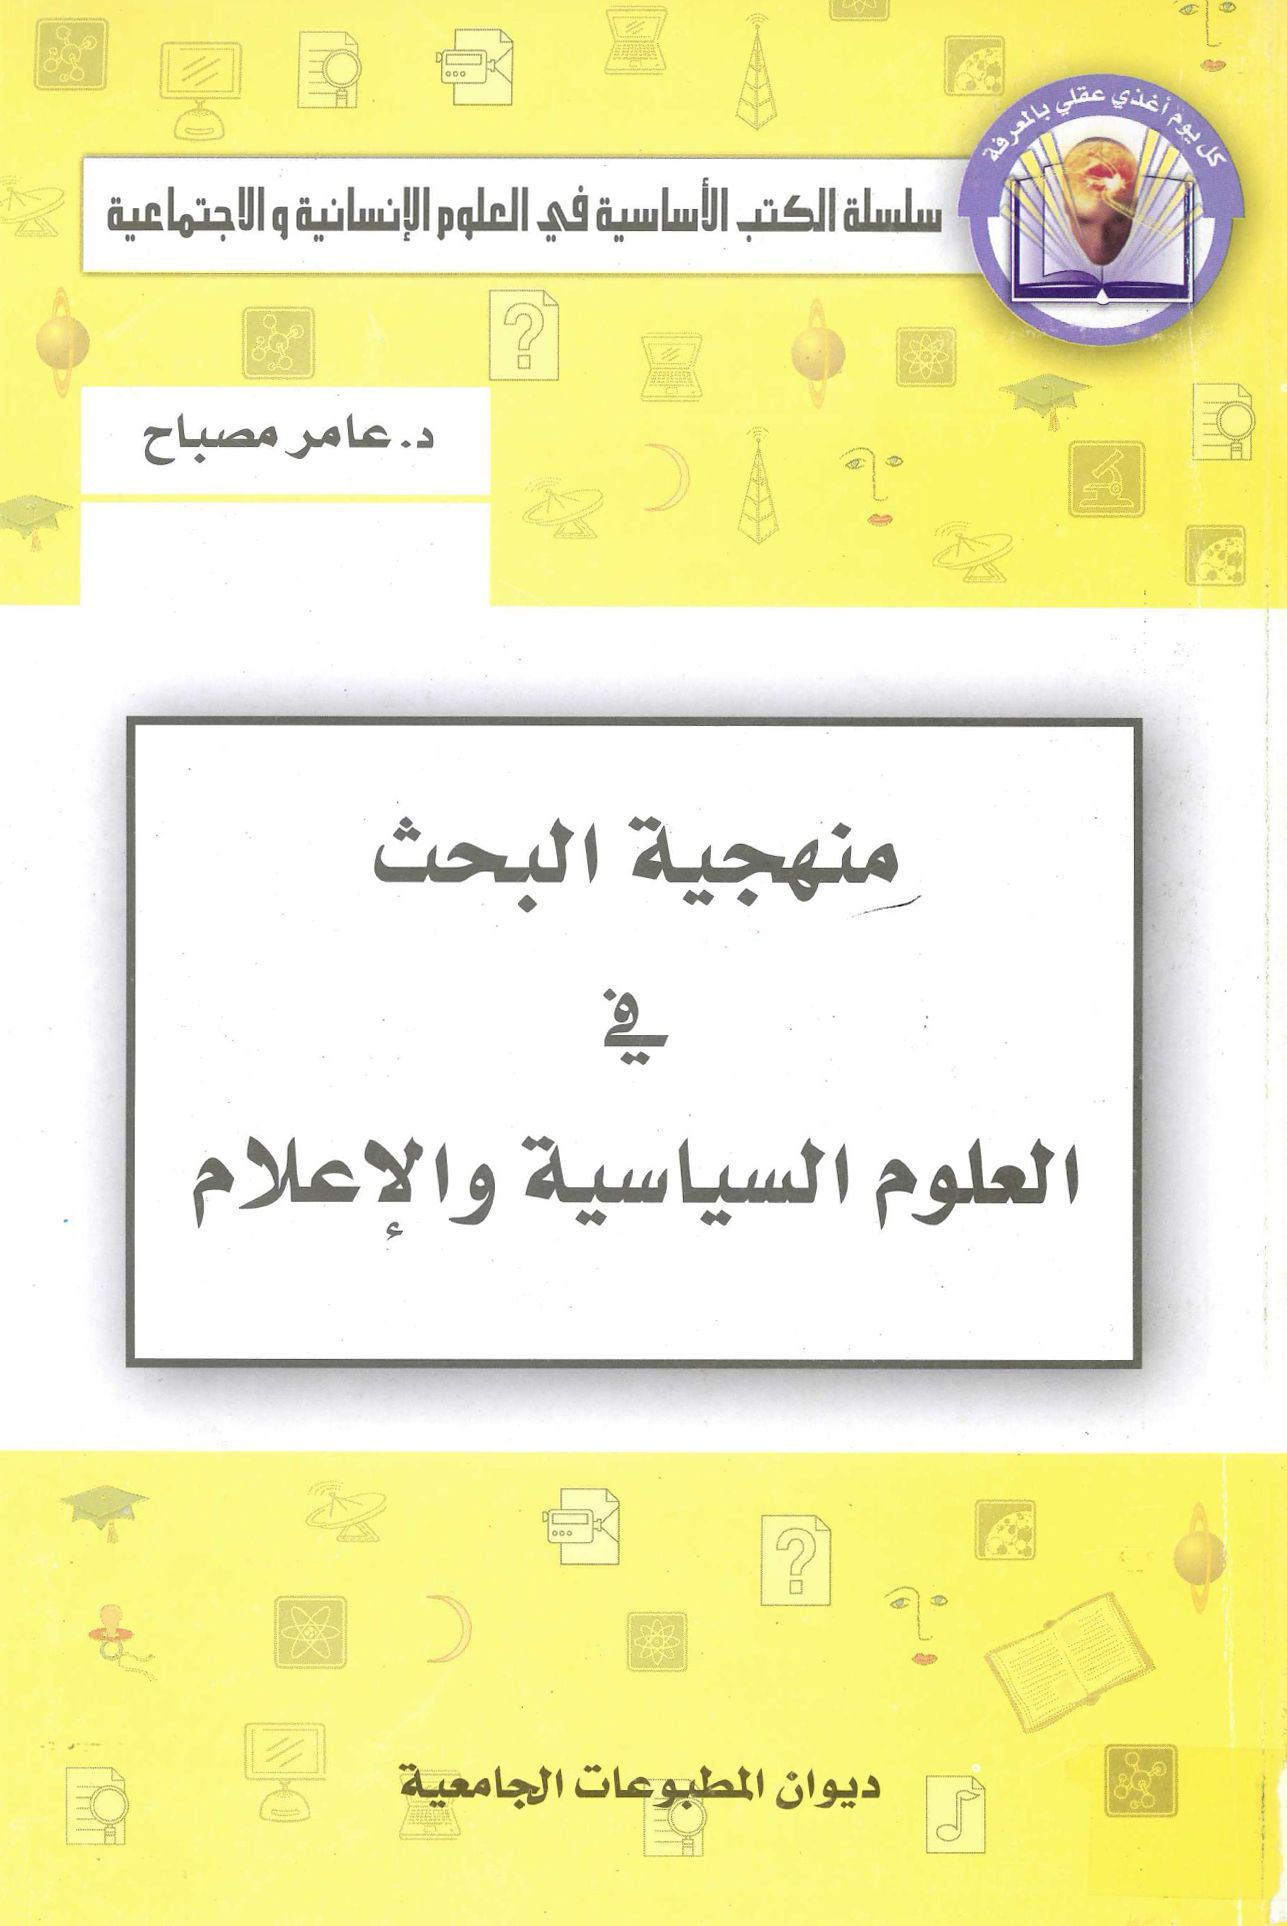 كل يوم أغذي عقلي بالمعرفة
سلسلة الكتب الأساسية في العلوم الإنسانية والاجتماعية
د. عامر مصباح
منهجية البحث
في
العلوم السياسية والإعلام
ديوان المطبوعات الجامعية